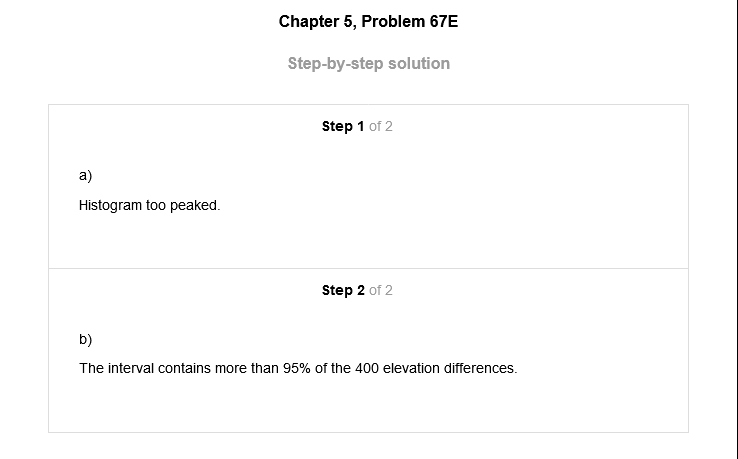 Chapter 5, Problem 67E
Step-by-step solution
Step 1 of 2
a)
Histogram too peaked.
Step 2 of 2
b)
The interval contains more than 95% of the 400 elevation differences.